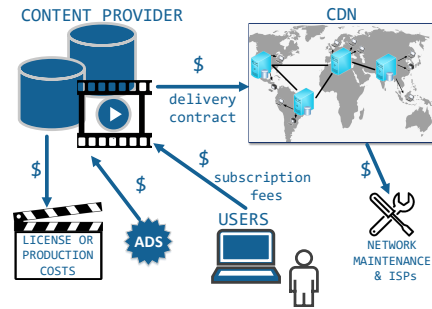 CONTENT PROVIDER
CDN
$
delivery
contract
$
$
$
subscription
fees
$
LICENSE OR
PRODUCTION
COSTS
ADS
USERS
NETWORK
MAINTENANCE
& ISPs